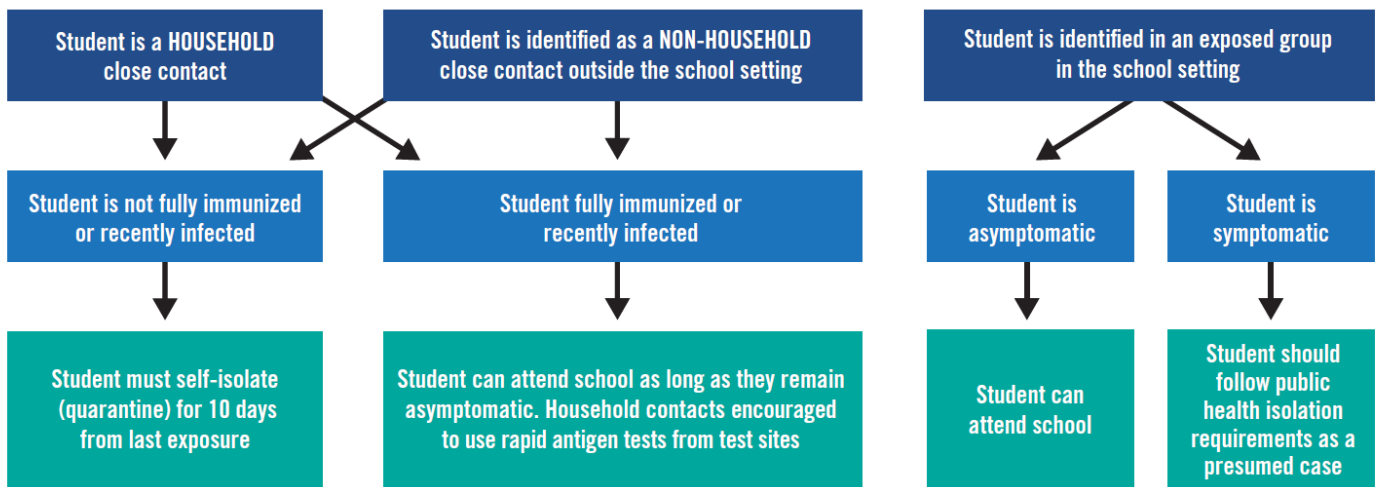 Student is a HOUSEHOLD
close contact
Student is identified as a NON-HOUSEHOLD
close contact outside the school setting
Student is identified in an exposed group
in the school setting
Student is not fully immunized
or recently infected
Student fully immunized or
recently infected
Student is
asymptomatic
Student is
symptomatic
Student must self-isolate
(quarantine) for 10 days
from last exposure
Student can attend school as long as they remain
asymptomatic. Household contacts encouraged
to use rapid antigen tests from test sites
Student can
attend school
Student should
follow public
health isolation
requirements as a
presumed case